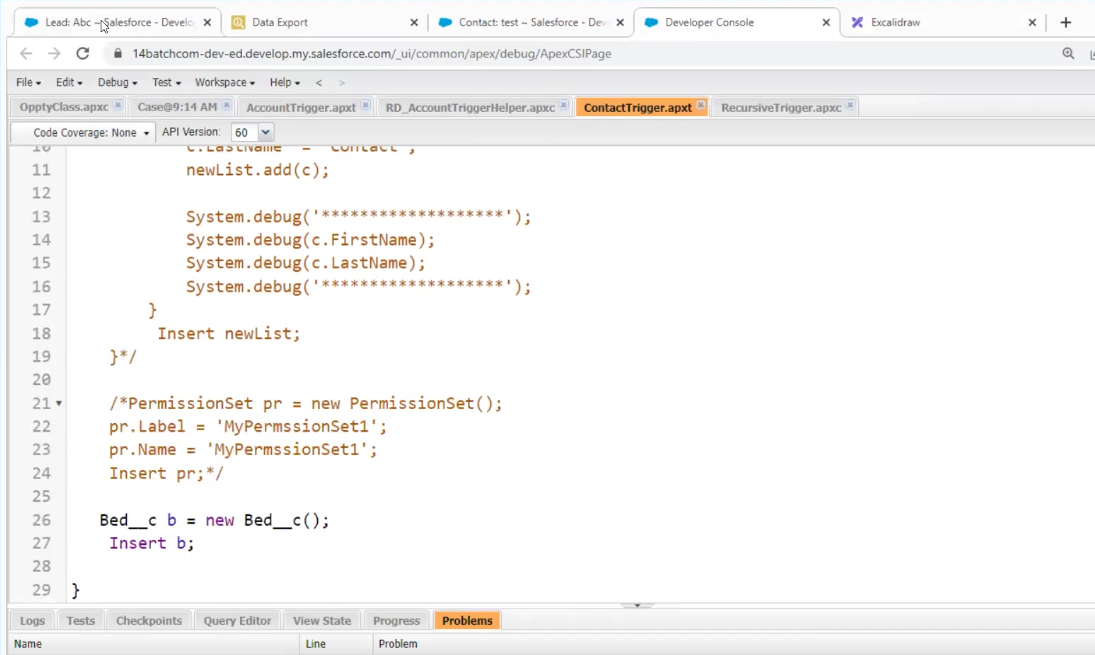 Lead: Abc ~ Salesforce - Develo
Data Export
Contact: test ~ Salesforce - Dev
Developer Console
Excalidraw
14batchcom-dev-ed.develop.my.salesforce.com/_ui/common/apex/debug/ApexCSIPage
File Edit Debug Test Workspace Help < >
OpptyClass.apxc Case@9:14 AM AccountTrigger.apxt RD_AccountTriggerHelper.apxc ContactTrigger.apxt RecursiveTrigger.apxc
Code Coverage: None API Version: 60
10 c.LastName = 'Contact';
11 newList.add(c);
12
13 System.debug('*******************');
14 System.debug(c.FirstName);
15 System.debug(c.LastName);
16 System.debug('*******************');
17 }
18 Insert newList;
19 }*/
20
21 /*PermissionSet pr = new PermissionSet();
22 pr.Label = 'MyPermssionSet1';
23 pr.Name = 'MyPermssionSet1';
24 Insert pr;*/
25
26 Bed__c b = new Bed__c();
27 Insert b;
28
29 }
Logs Tests Checkpoints Query Editor View State Progress Problems
Name Line Problem